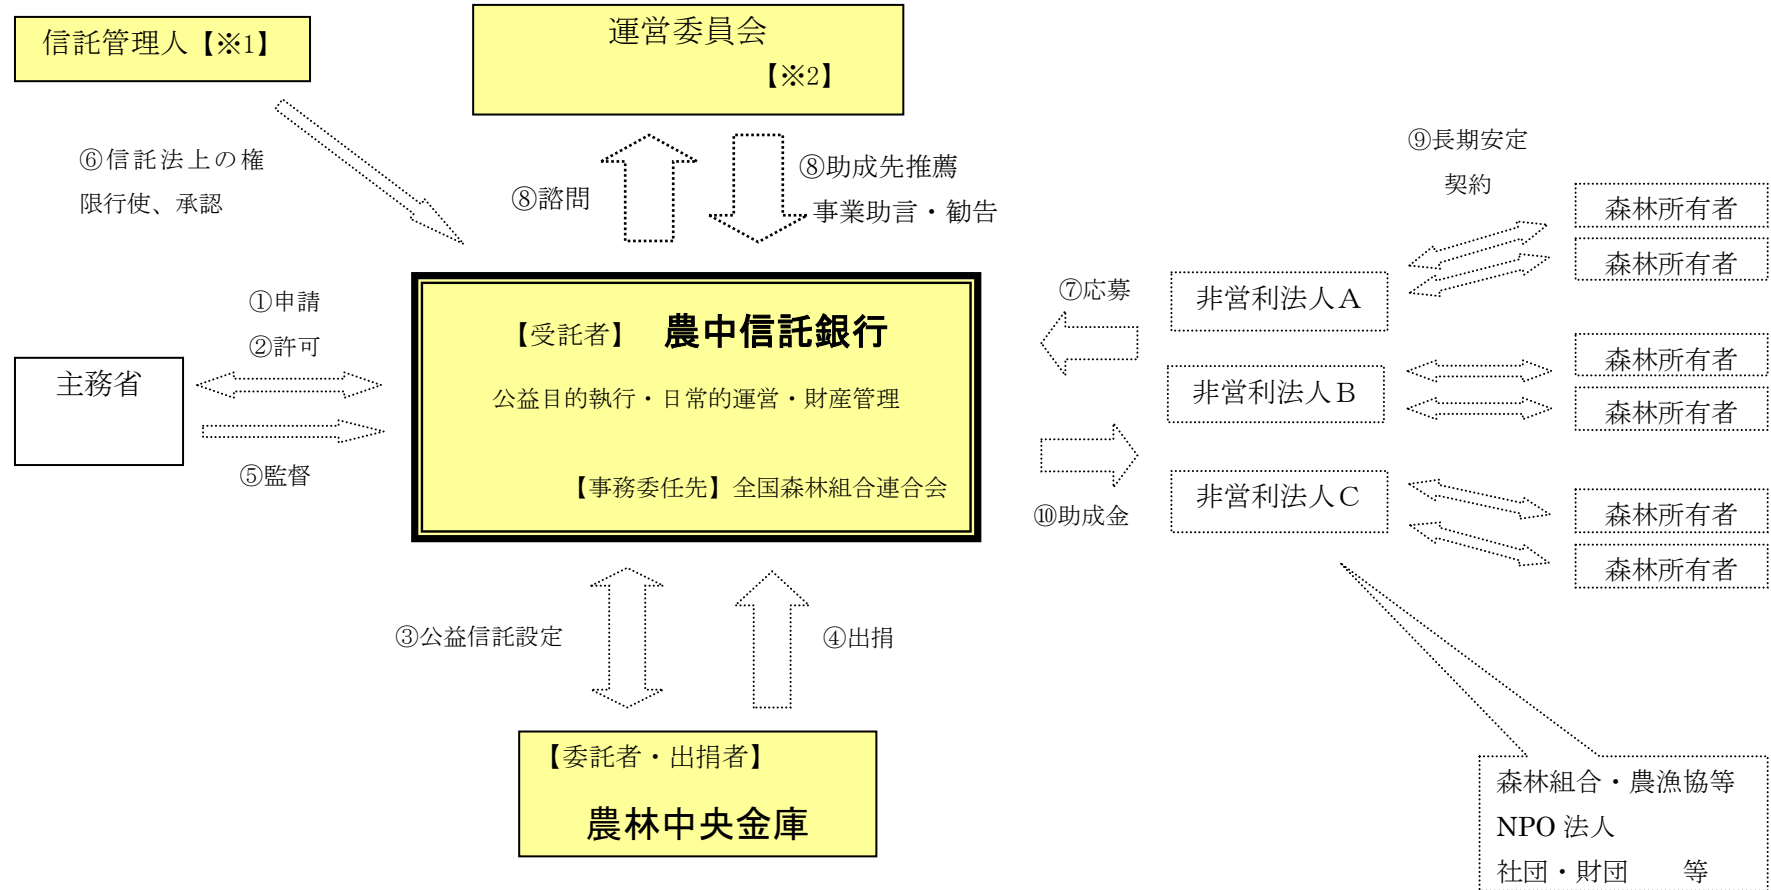 信託管理人【※1】
運営委員会
【※2】
⑥信託法上の権
限行使、承認
⑧諮問
⑧助成先推薦
事業助言・勧告
⑨長期安定
契約
森林所有者
森林所有者
①申請
②許可
主務省
⑤監督
【受託者】 農中信託銀行
公益目的執行・日常的運営・財産管理
【事務委任先】全国森林組合連合会
⑦応募
⑩助成金
非営利法人A
非営利法人B
非営利法人C
森林所有者
森林所有者
森林所有者
森林所有者
③公益信託設定
④出捐
【委託者・出捐者】
農林中央金庫
森林組合・農漁協等
NPO 法人
社団・財団 等